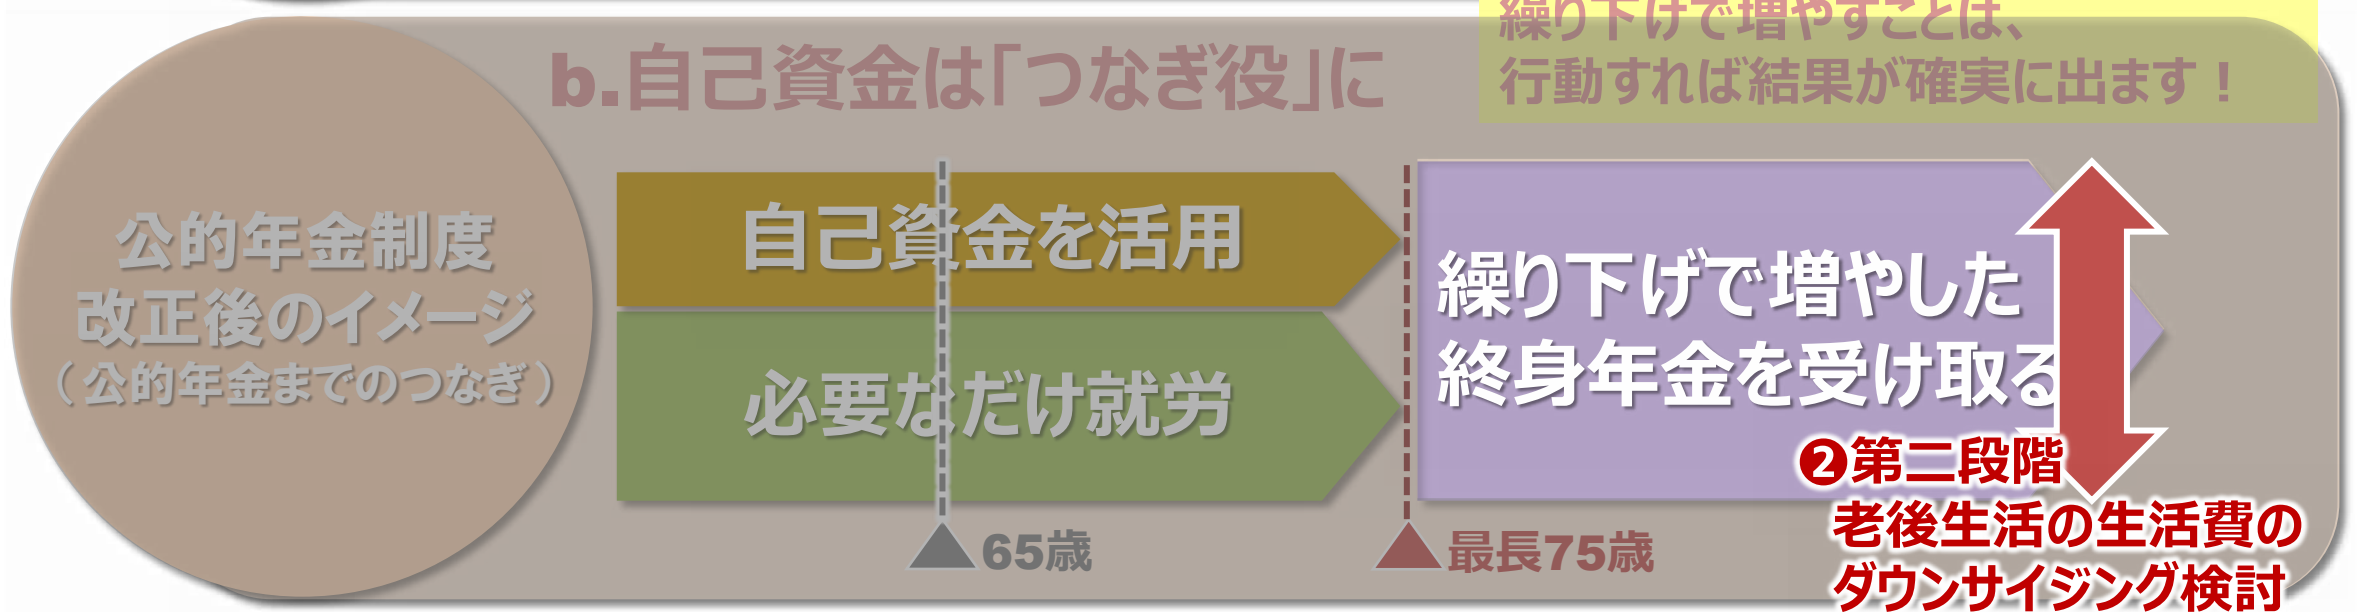 繰り下げで増やすことは、
行動すれば結果が確実に出ます！
b.自己資金は「つなぎ役」に
公的年金制度
改正後のイメージ
（公的年金までのつなぎ）
自己資金を活用
必要なだけ就労
繰り下げで増やした
終身年金を受け取る
65歳
最長75歳
❷第二段階
老後生活の生活費の
ダウンサイジング検討